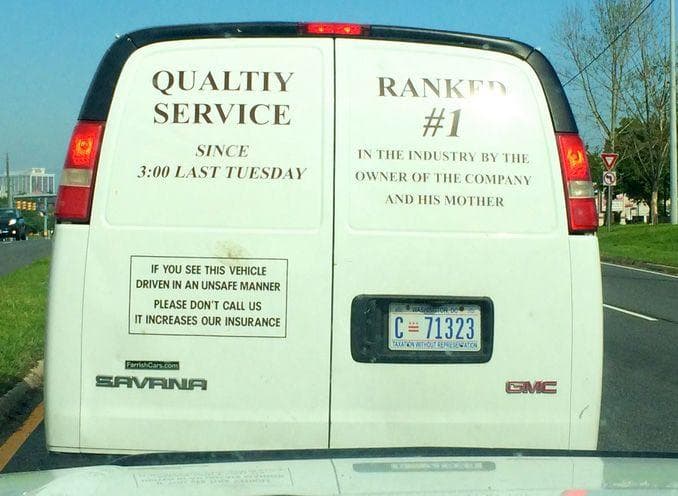 QUALTIY
SERVICE
SINCE
3:00 LAST TUESDAY
RANKED
#1
IN THE INDUSTRY BY THE
OWNER OF THE COMPANY
AND HIS MOTHER
IF YOU SEE THIS VEHICLE
DRIVEN IN AN UNSAFE MANNER
PLEASE DON'T CALL US
IT INCREASES OUR INSURANCE
WASHINGTON, DC
C 71323
TAXATION WITHOUT REPRESENTATION
FarrishCars.com
SAVANA
GMC